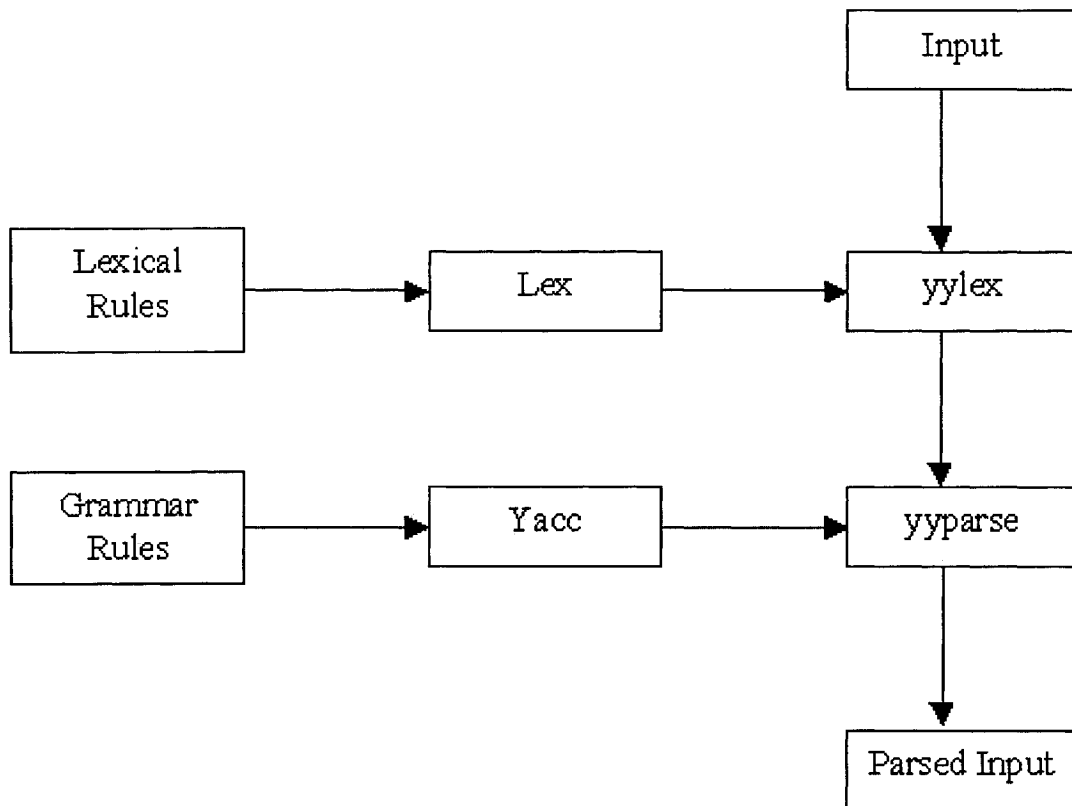 Input
Lexical
Rules
Lex
yylex
Grammar
Rules
Yacc
yyparse
Parsed Input